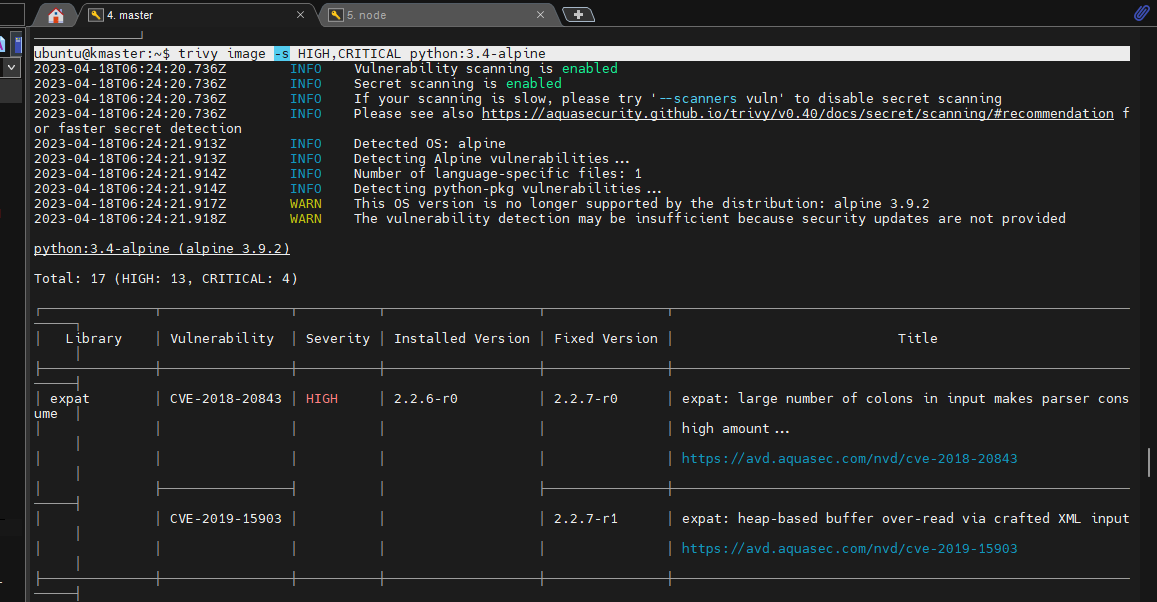 4. master
5. node
ubuntu@kmaster:~$ trivy image -s HIGH,CRITICAL python:3.4-alpine
2023-04-18T06:24:20.736Z INFO Vulnerability scanning is enabled
2023-04-18T06:24:20.736Z INFO Secret scanning is enabled
2023-04-18T06:24:20.736Z INFO If your scanning is slow, please try '--scanners vuln' to disable secret scanning
2023-04-18T06:24:20.736Z INFO Please see also https://aquasecurity.github.io/trivy/v0.40/docs/secret/scanning/#recommendation f
or faster secret detection
2023-04-18T06:24:21.913Z INFO Detected OS: alpine
2023-04-18T06:24:21.913Z INFO Detecting Alpine vulnerabilities...
2023-04-18T06:24:21.914Z INFO Number of language-specific files: 1
2023-04-18T06:24:21.914Z INFO Detecting python-pkg vulnerabilities...
2023-04-18T06:24:21.917Z WARN This OS version is no longer supported by the distribution: alpine 3.9.2
2023-04-18T06:24:21.918Z WARN The vulnerability detection may be insufficient because security updates are not provided
python:3.4-alpine (alpine 3.9.2)
Total: 17 (HIGH: 13, CRITICAL: 4)
Library Vulnerability Severity Installed Version Fixed Version Title
expat CVE-2018-20843 HIGH 2.2.6-r0 2.2.7-r0 expat: large number of colons in input makes parser cons
ume
high amount...
https://avd.aquasec.com/nvd/cve-2018-20843
CVE-2019-15903 2.2.7-r1 expat: heap-based buffer over-read via crafted XML input
https://avd.aquasec.com/nvd/cve-2019-15903